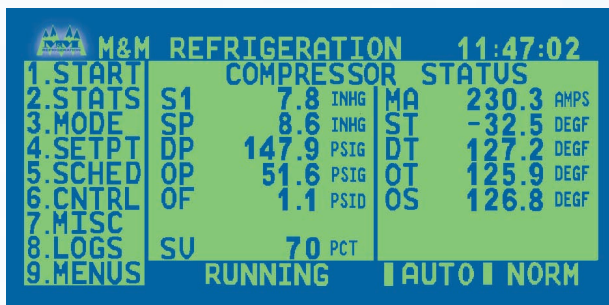 M&M REFRIGERATION 11:47:02
COMPRESSOR STATUS
1.START
2.STATS
3.MODE
4.SETPT
5.SCHED
6.CNTRL
7.MISC
8.LOGS
9.MENUS
S1 7.8 INHG
SP 8.6 INHG
DP 147.9 PSIG
OP 51.6 PSIG
OF 1.1 PSID
SV 70 PCT
MA 230.3 AMPS
ST -32.5 DEGF
DT 127.2 DEGF
OT 125.9 DEGF
OS 126.8 DEGF
RUNNING AUTO NORM